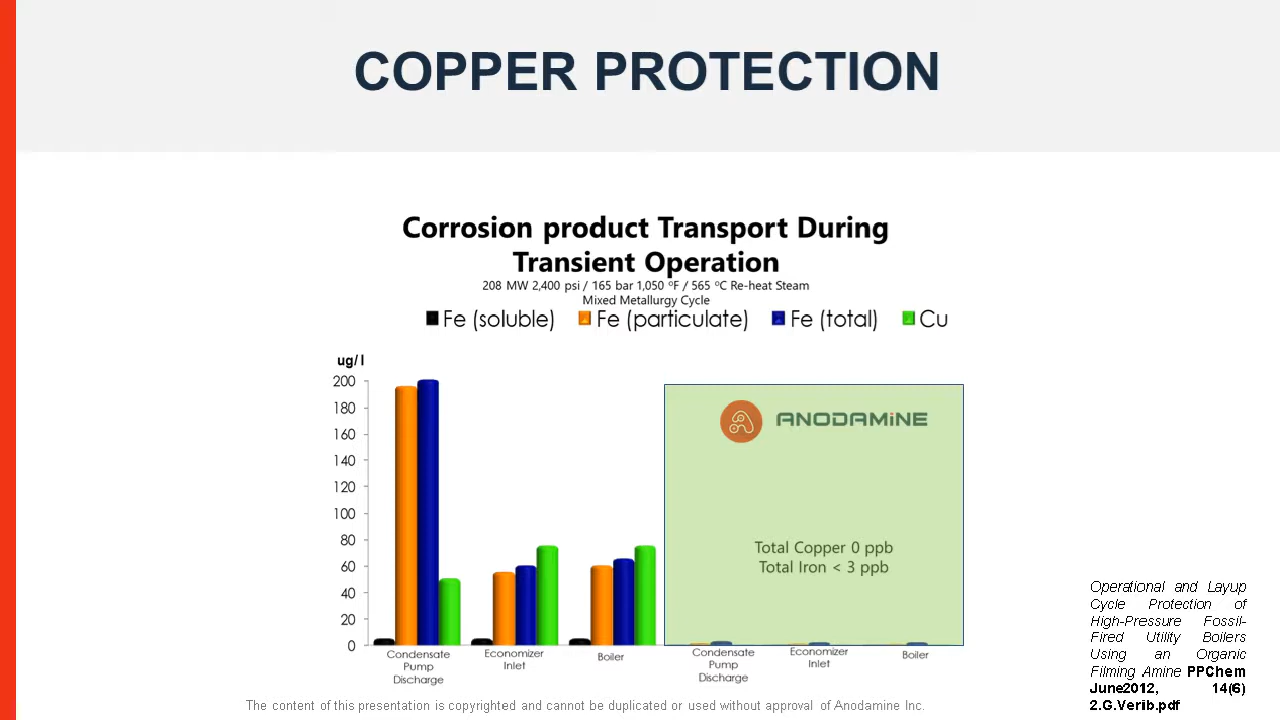 COPPER PROTECTION
Corrosion product Transport During
Transient Operation
208 MW 2,400 psi / 165 bar 1,050 ºF / 565 ºC Re-heat Steam
Mixed Metallurgy Cycle
Fe (soluble) Fe (particulate) Fe (total) Cu
ug/l
200
180
160
140
120
100
80
60
40
20
0
ANODAMiNE
Total Copper 0 ppb
Total Iron < 3 ppb
Condensate
Pump
Discharge
Economizer
Inlet
Boiler
Condensate
Pump
Discharge
Economizer
Inlet
Boiler
Operational and Layup
Cycle Protection of
High-Pressure Fossil-
Fired Utility Boilers
Using an Organic
Filming Amine PPChem
June2012, 14(6)
2.G.Verib.pdf
The content of this presentation is copyrighted and cannot be duplicated or used without approval of Anodamine Inc.